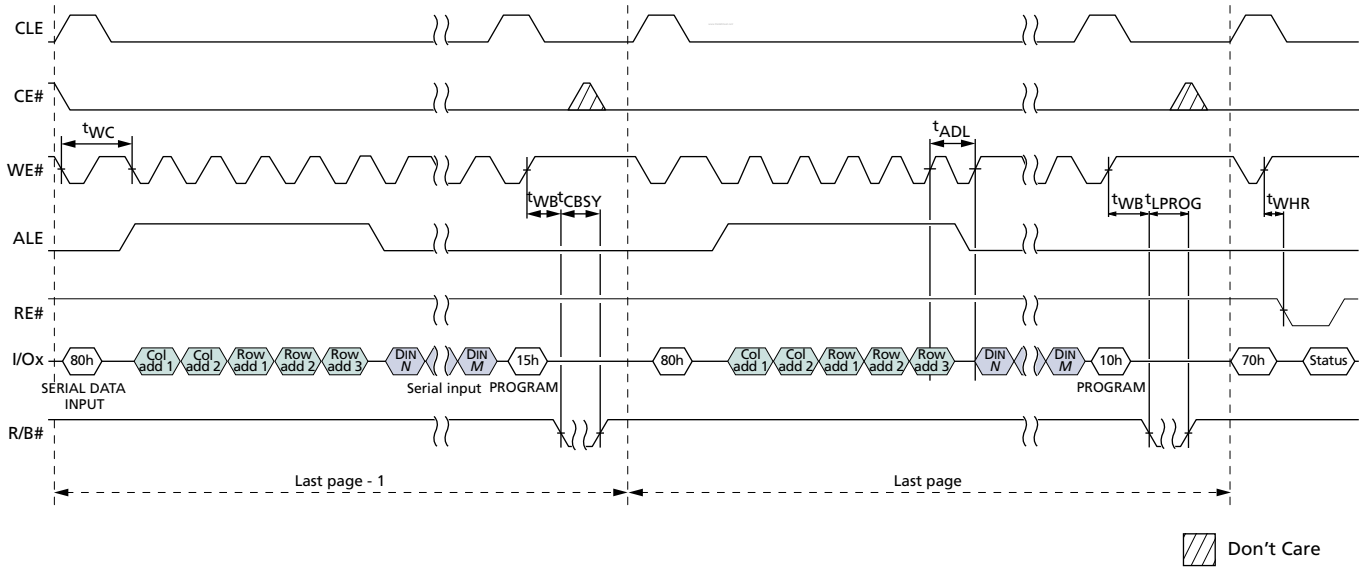 CLE
CE#
tWC
tADL
WE#
tWB tCBSY
tWB tLPROG
tWHR
ALE
RE#
I/Ox
80h
Col add 1
Col add 2
Row add 1
Row add 2
Row add 3
DIN N
DIN M
15h
80h
Col add 1
Col add 2
Row add 1
Row add 2
Row add 3
DIN N
DIN M
10h
70h
Status
SERIAL DATA INPUT
Serial input
PROGRAM
PROGRAM
R/B#
Last page - 1
Last page
Don't Care